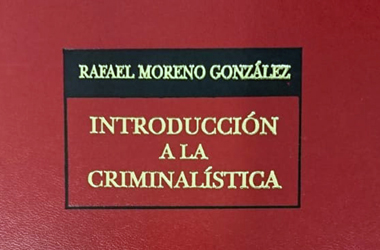 RAFAEL MORENO GONZÁLEZ
INTRODUCCIÓN
A LA
CRIMINALÍSTICA